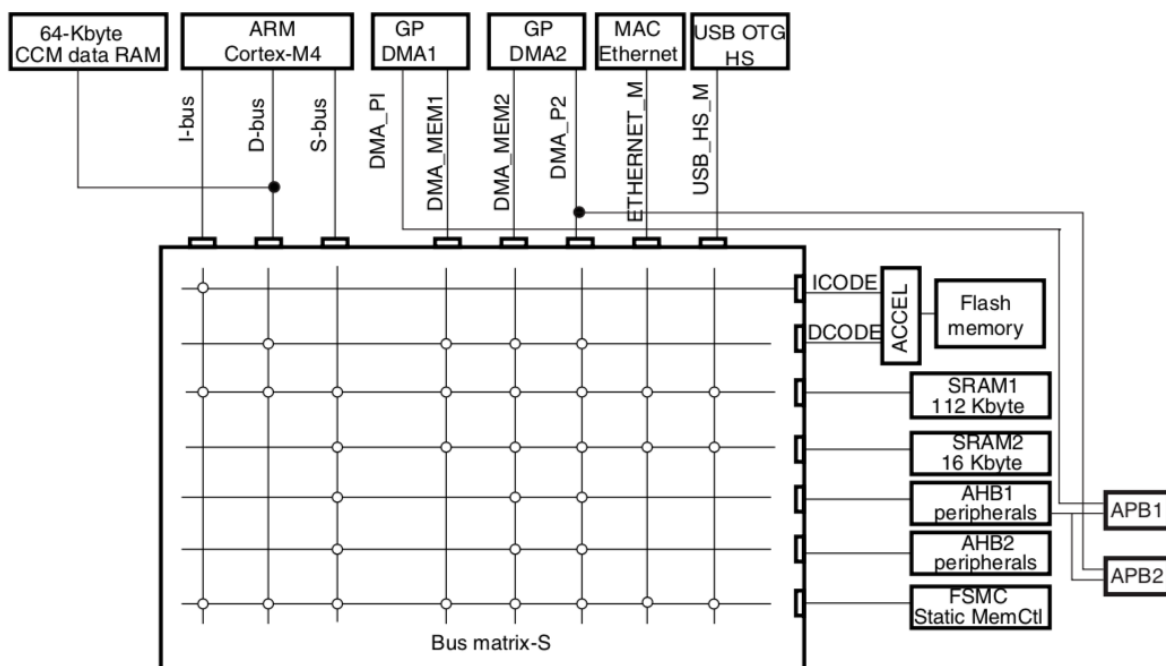 64-Kbyte
CCM data RAM
ARM
Cortex-M4
GP
DMA1
GP
DMA2
MAC
Ethernet
USB OTG
HS
I-bus
D-bus
S-bus
DMA_PI
DMA_MEM1
DMA_MEM2
DMA_P2
ETHERNET_M
USB_HS_M
ICODE
DCODE
ACCEL
Flash
memory
SRAM1
112 Kbyte
SRAM2
16 Kbyte
AHB1
peripherals
APB1
AHB2
peripherals
APB2
FSMC
Static MemCtl
Bus matrix-S